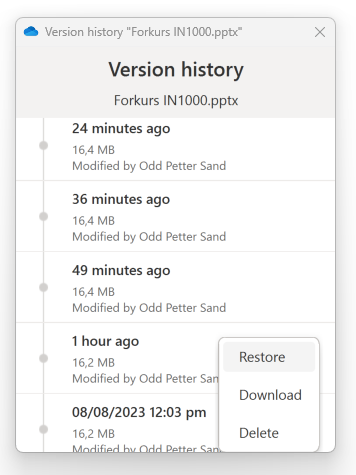 Version history "Forkurs IN1000.pptx"
Version history
Forkurs IN1000.pptx
24 minutes ago
16,4 MB
Modified by Odd Petter Sand
36 minutes ago
16,4 MB
Modified by Odd Petter Sand
49 minutes ago
16,4 MB
Modified by Odd Petter Sand
1 hour ago
16,2 MB
Modified by Odd Petter Sand
08/08/2023 12:03 pm
16,2 MB
Modified by Odd Petter Sand
Restore
Download
Delete